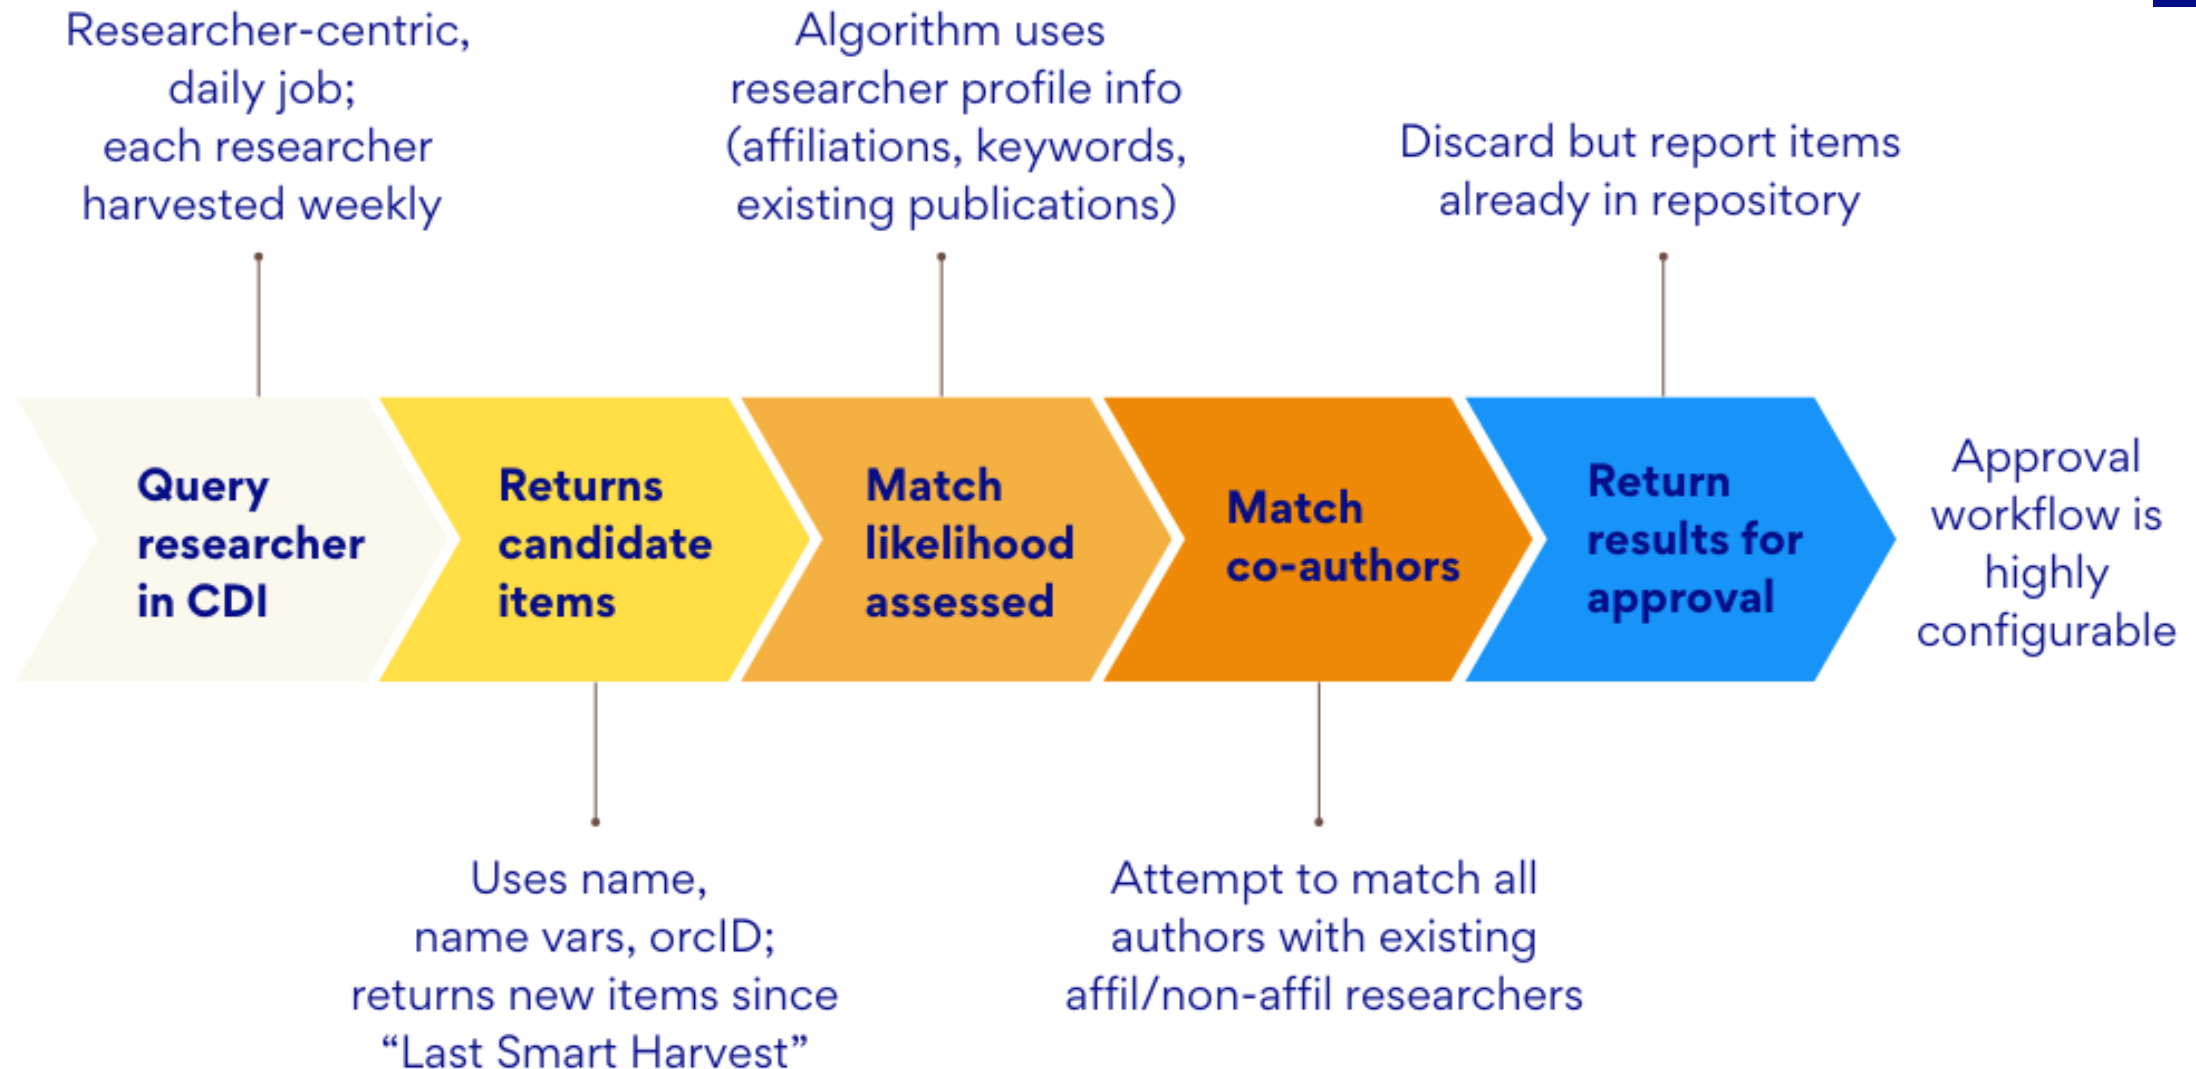 Researcher-centric,
daily job;
each researcher
harvested weekly
Algorithm uses
researcher profile info
(affiliations, keywords,
existing publications)
Discard but report items
already in repository
Query
researcher
in CDI
Returns
candidate
items
Match
likelihood
assessed
Match
co-authors
Return
results for
approval
Approval
workflow is
highly
configurable
Uses name,
name vars, orcID;
returns new items since
“Last Smart Harvest”
Attempt to match all
authors with existing
affil/non-affil researchers